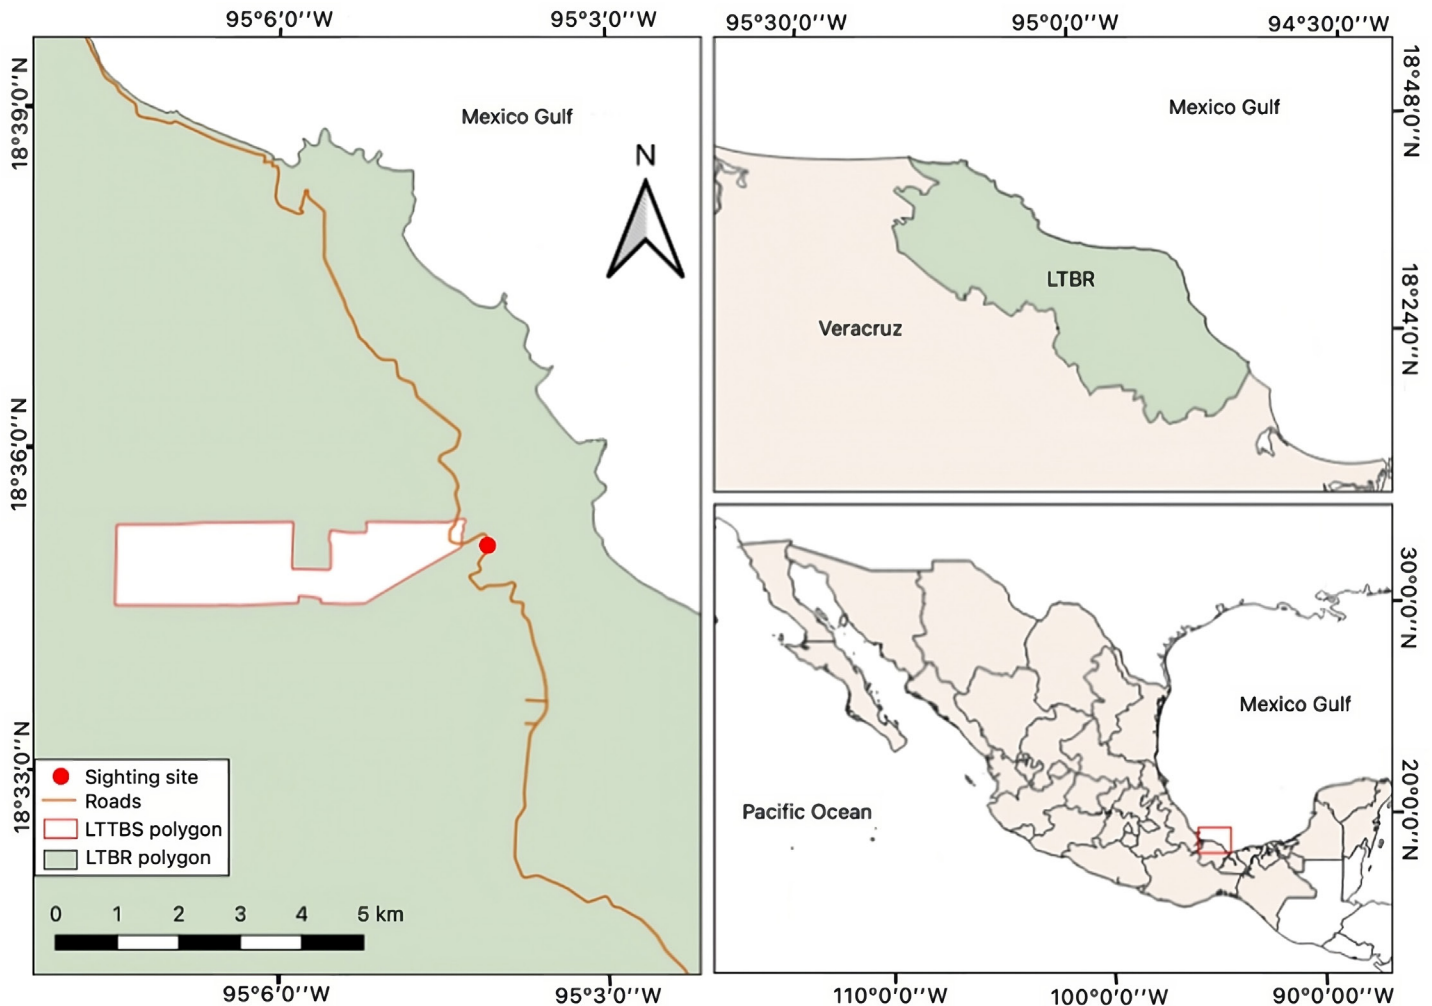 95°6'0''W
95°3'0''W
18°39'0''N
18°36'0''N
18°33'0''N
Mexico Gulf
N
Sighting site
Roads
LTTBS polygon
LTBR polygon
0 1 2 3 4 5 km
95°6'0''W
95°3'0''W
95°30'0''W
95°0'0''W
94°30'0''W
Mexico Gulf
LTBR
Veracruz
18°48'0''N
18°24'0''N
Mexico Gulf
Pacific Ocean
30°0'0''N
20°0'0''N
110°0'0''W
100°0'0''W
90°0'0''W